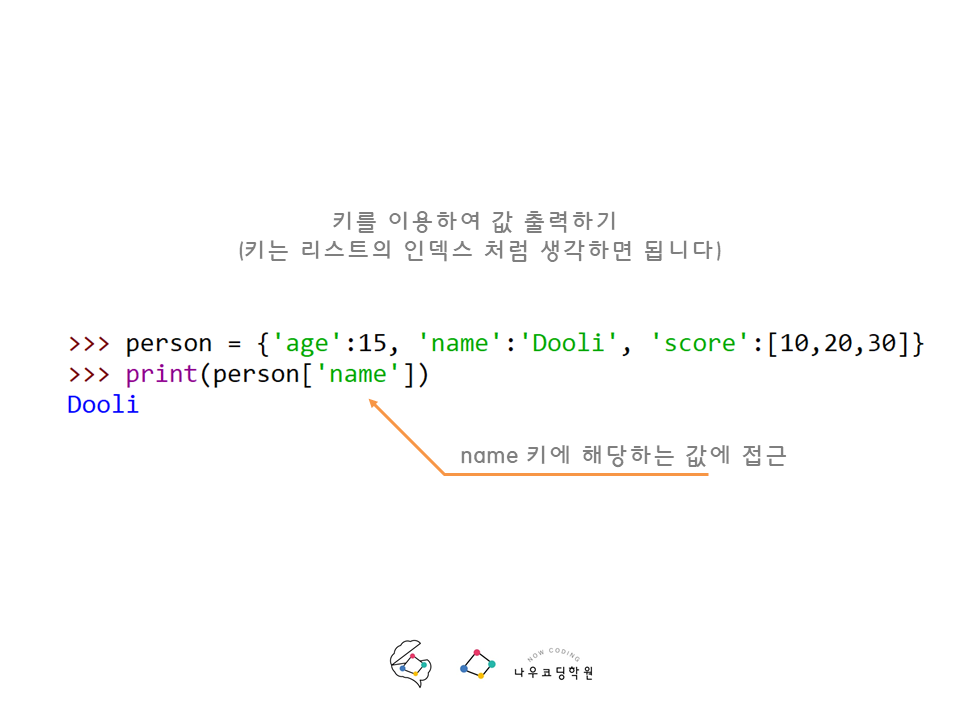 키를 이용하여 값 출력하기
(키는 리스트의 인덱스 처럼 생각하면 됩니다)
>>> person = {'age':15, 'name':'Dooli', 'score':[10,20,30]}
>>> print(person['name'])
Dooli
name 키에 해당하는 값에 접근
NOW CODING
나우코딩학원